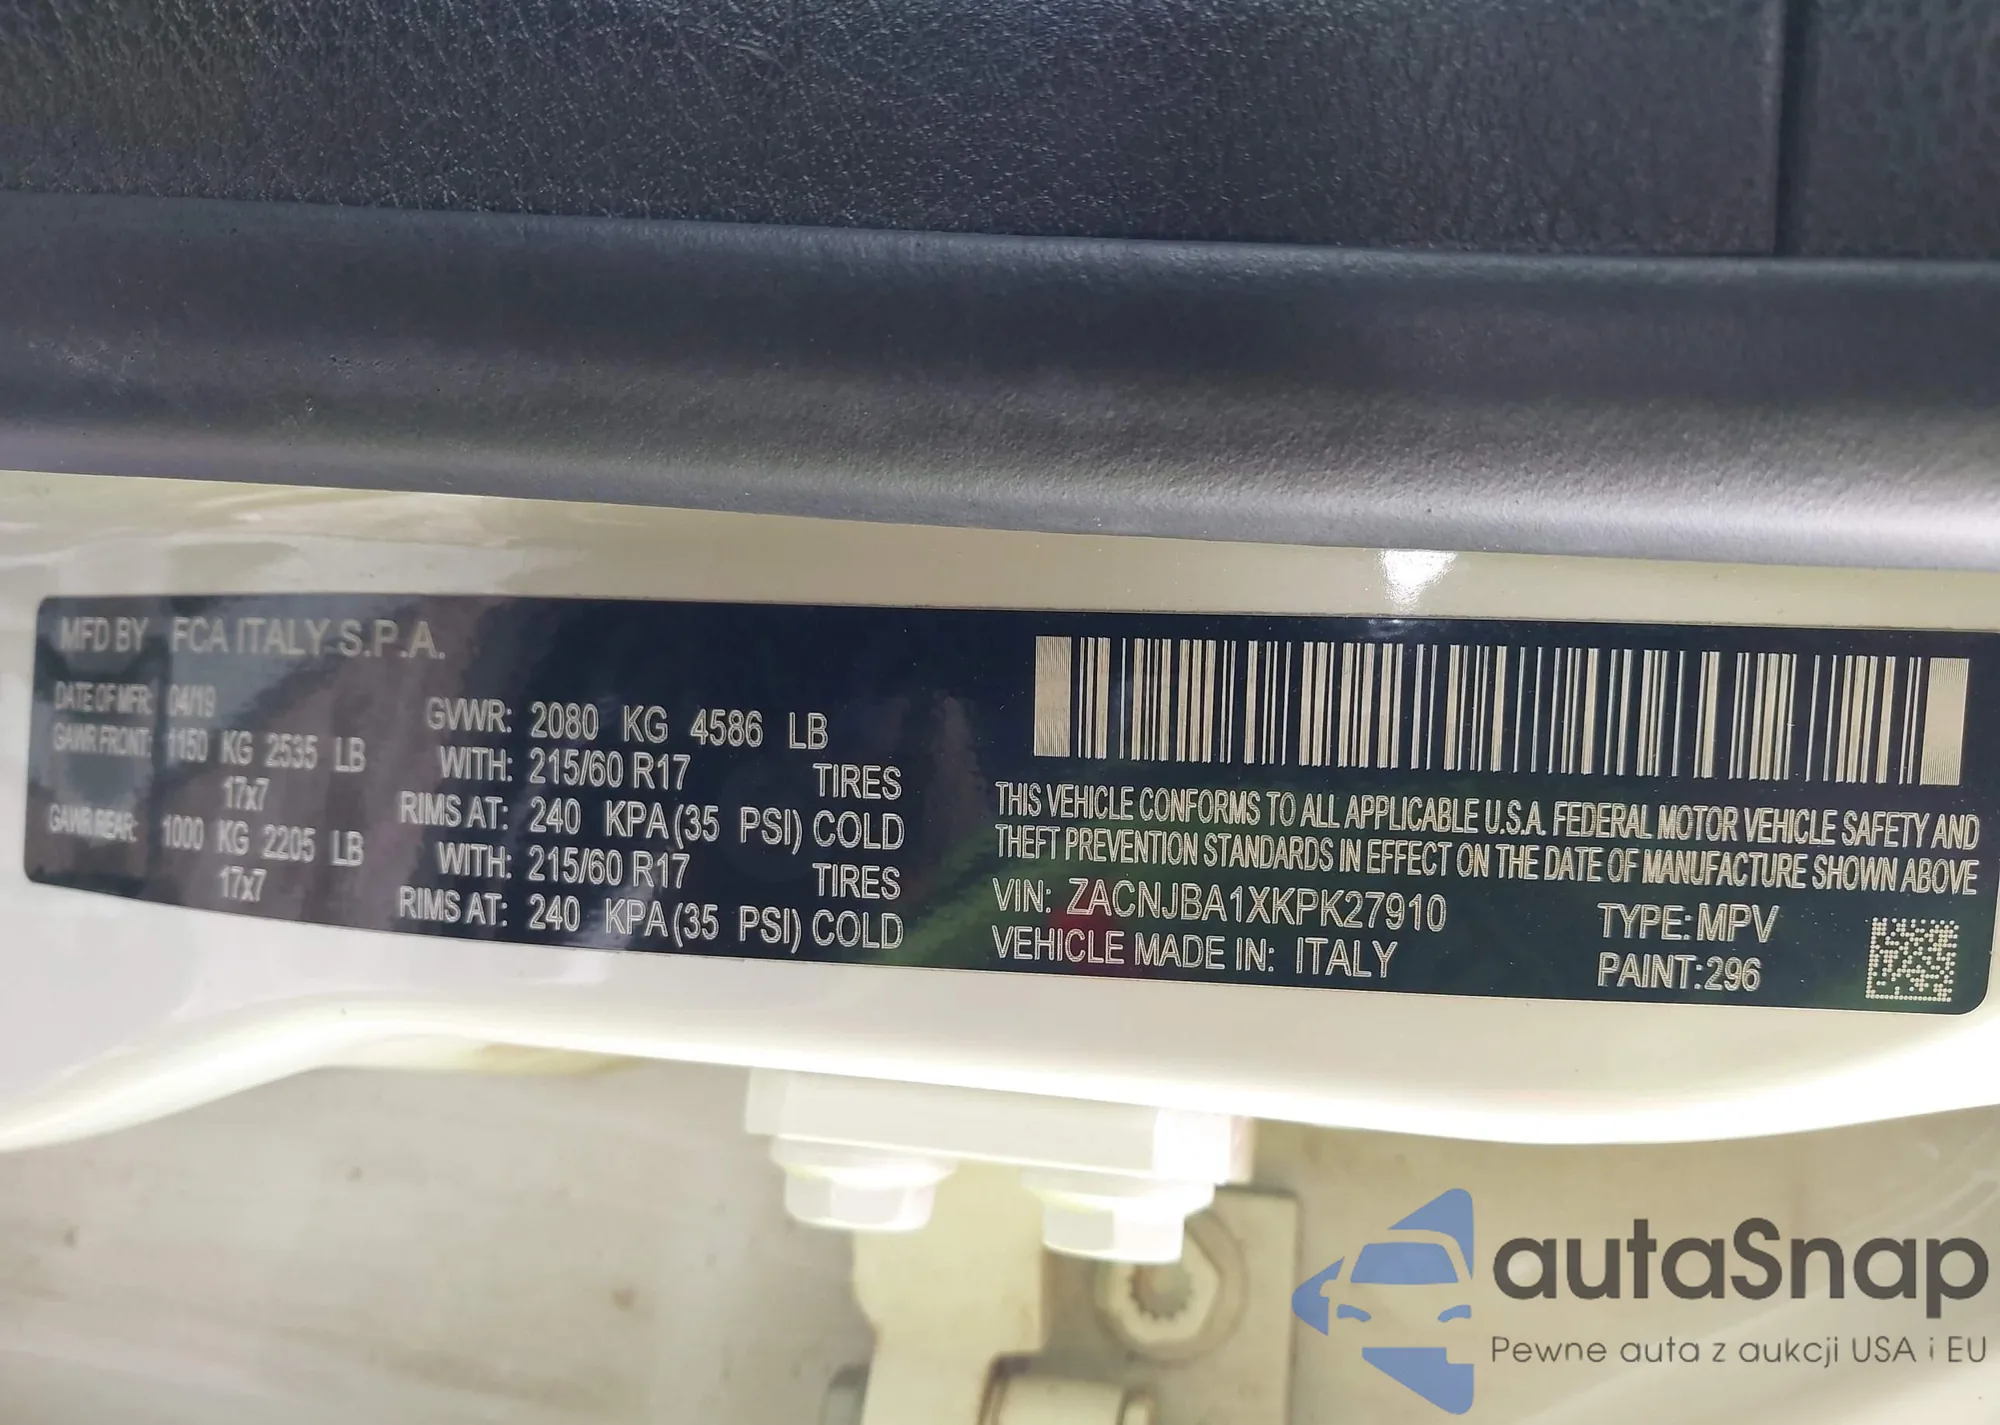 MFD BY FCA ITALY S.P.A.
DATE OF MFR: 04/19
GAWR FRONT: 1150 KG 2535 LB
17x7
GAWR REAR: 1000 KG 2205 LB
17x7
GVWR: 2080 KG 4586 LB
WITH: 215/60 R17 TIRES
RIMS AT: 240 KPA (35 PSI) COLD
WITH: 215/60 R17 TIRES
RIMS AT: 240 KPA (35 PSI) COLD
THIS VEHICLE CONFORMS TO ALL APPLICABLE U.S.A. FEDERAL MOTOR VEHICLE SAFETY AND
THEFT PREVENTION STANDARDS IN EFFECT ON THE DATE OF MANUFACTURE SHOWN ABOVE
VIN: ZACNJBA1XKPK27910
VEHICLE MADE IN: ITALY
TYPE: MPV
PAINT: 296
autaSnap
Pewne auta z aukcji USA i EU